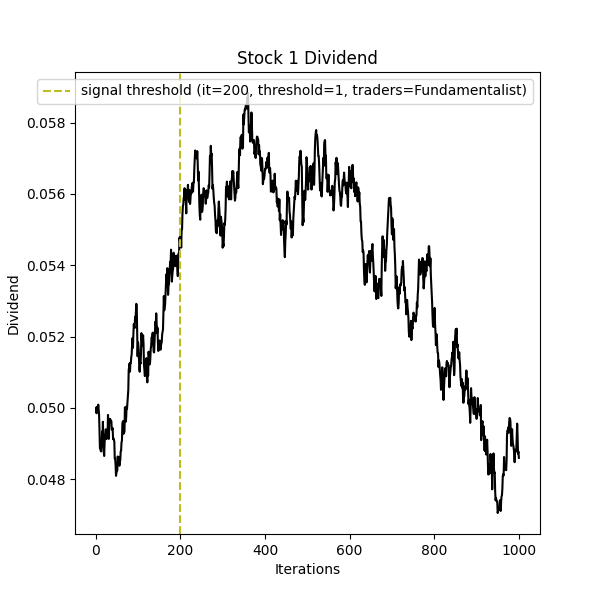 Stock 1 Dividend
signal threshold (it=200, threshold=1, traders=Fundamentalist)
0.058
0.056
0.054
0.052
0.050
0.048
Dividend
0 200 400 600 800 1000
Iterations